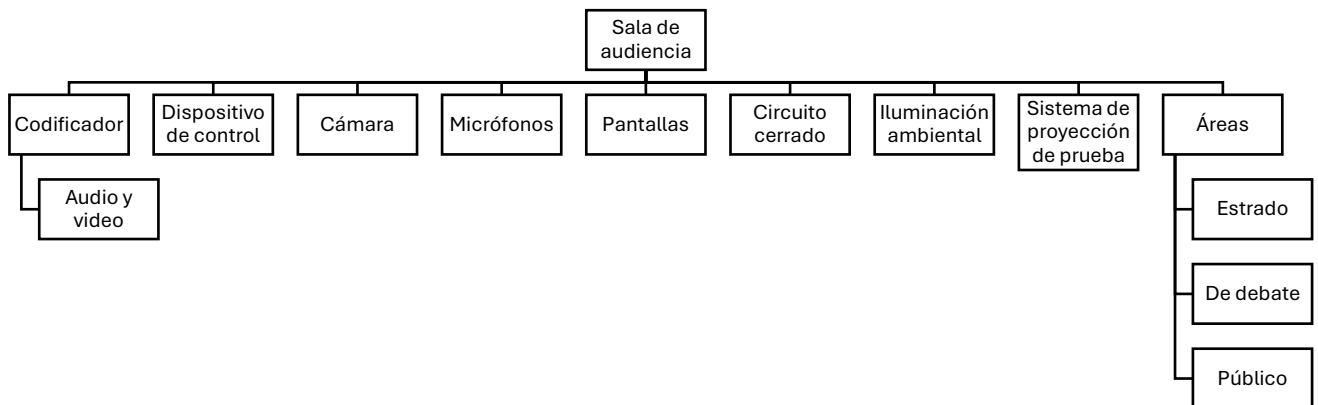 Sala de
audiencia
Codificador
Dispositivo
de control
Cámara
Micrófonos
Pantallas
Circuito
cerrado
Iluminación
ambiental
Sistema de
proyección
de prueba
Áreas
Audio y
video
Estrado
De debate
Público